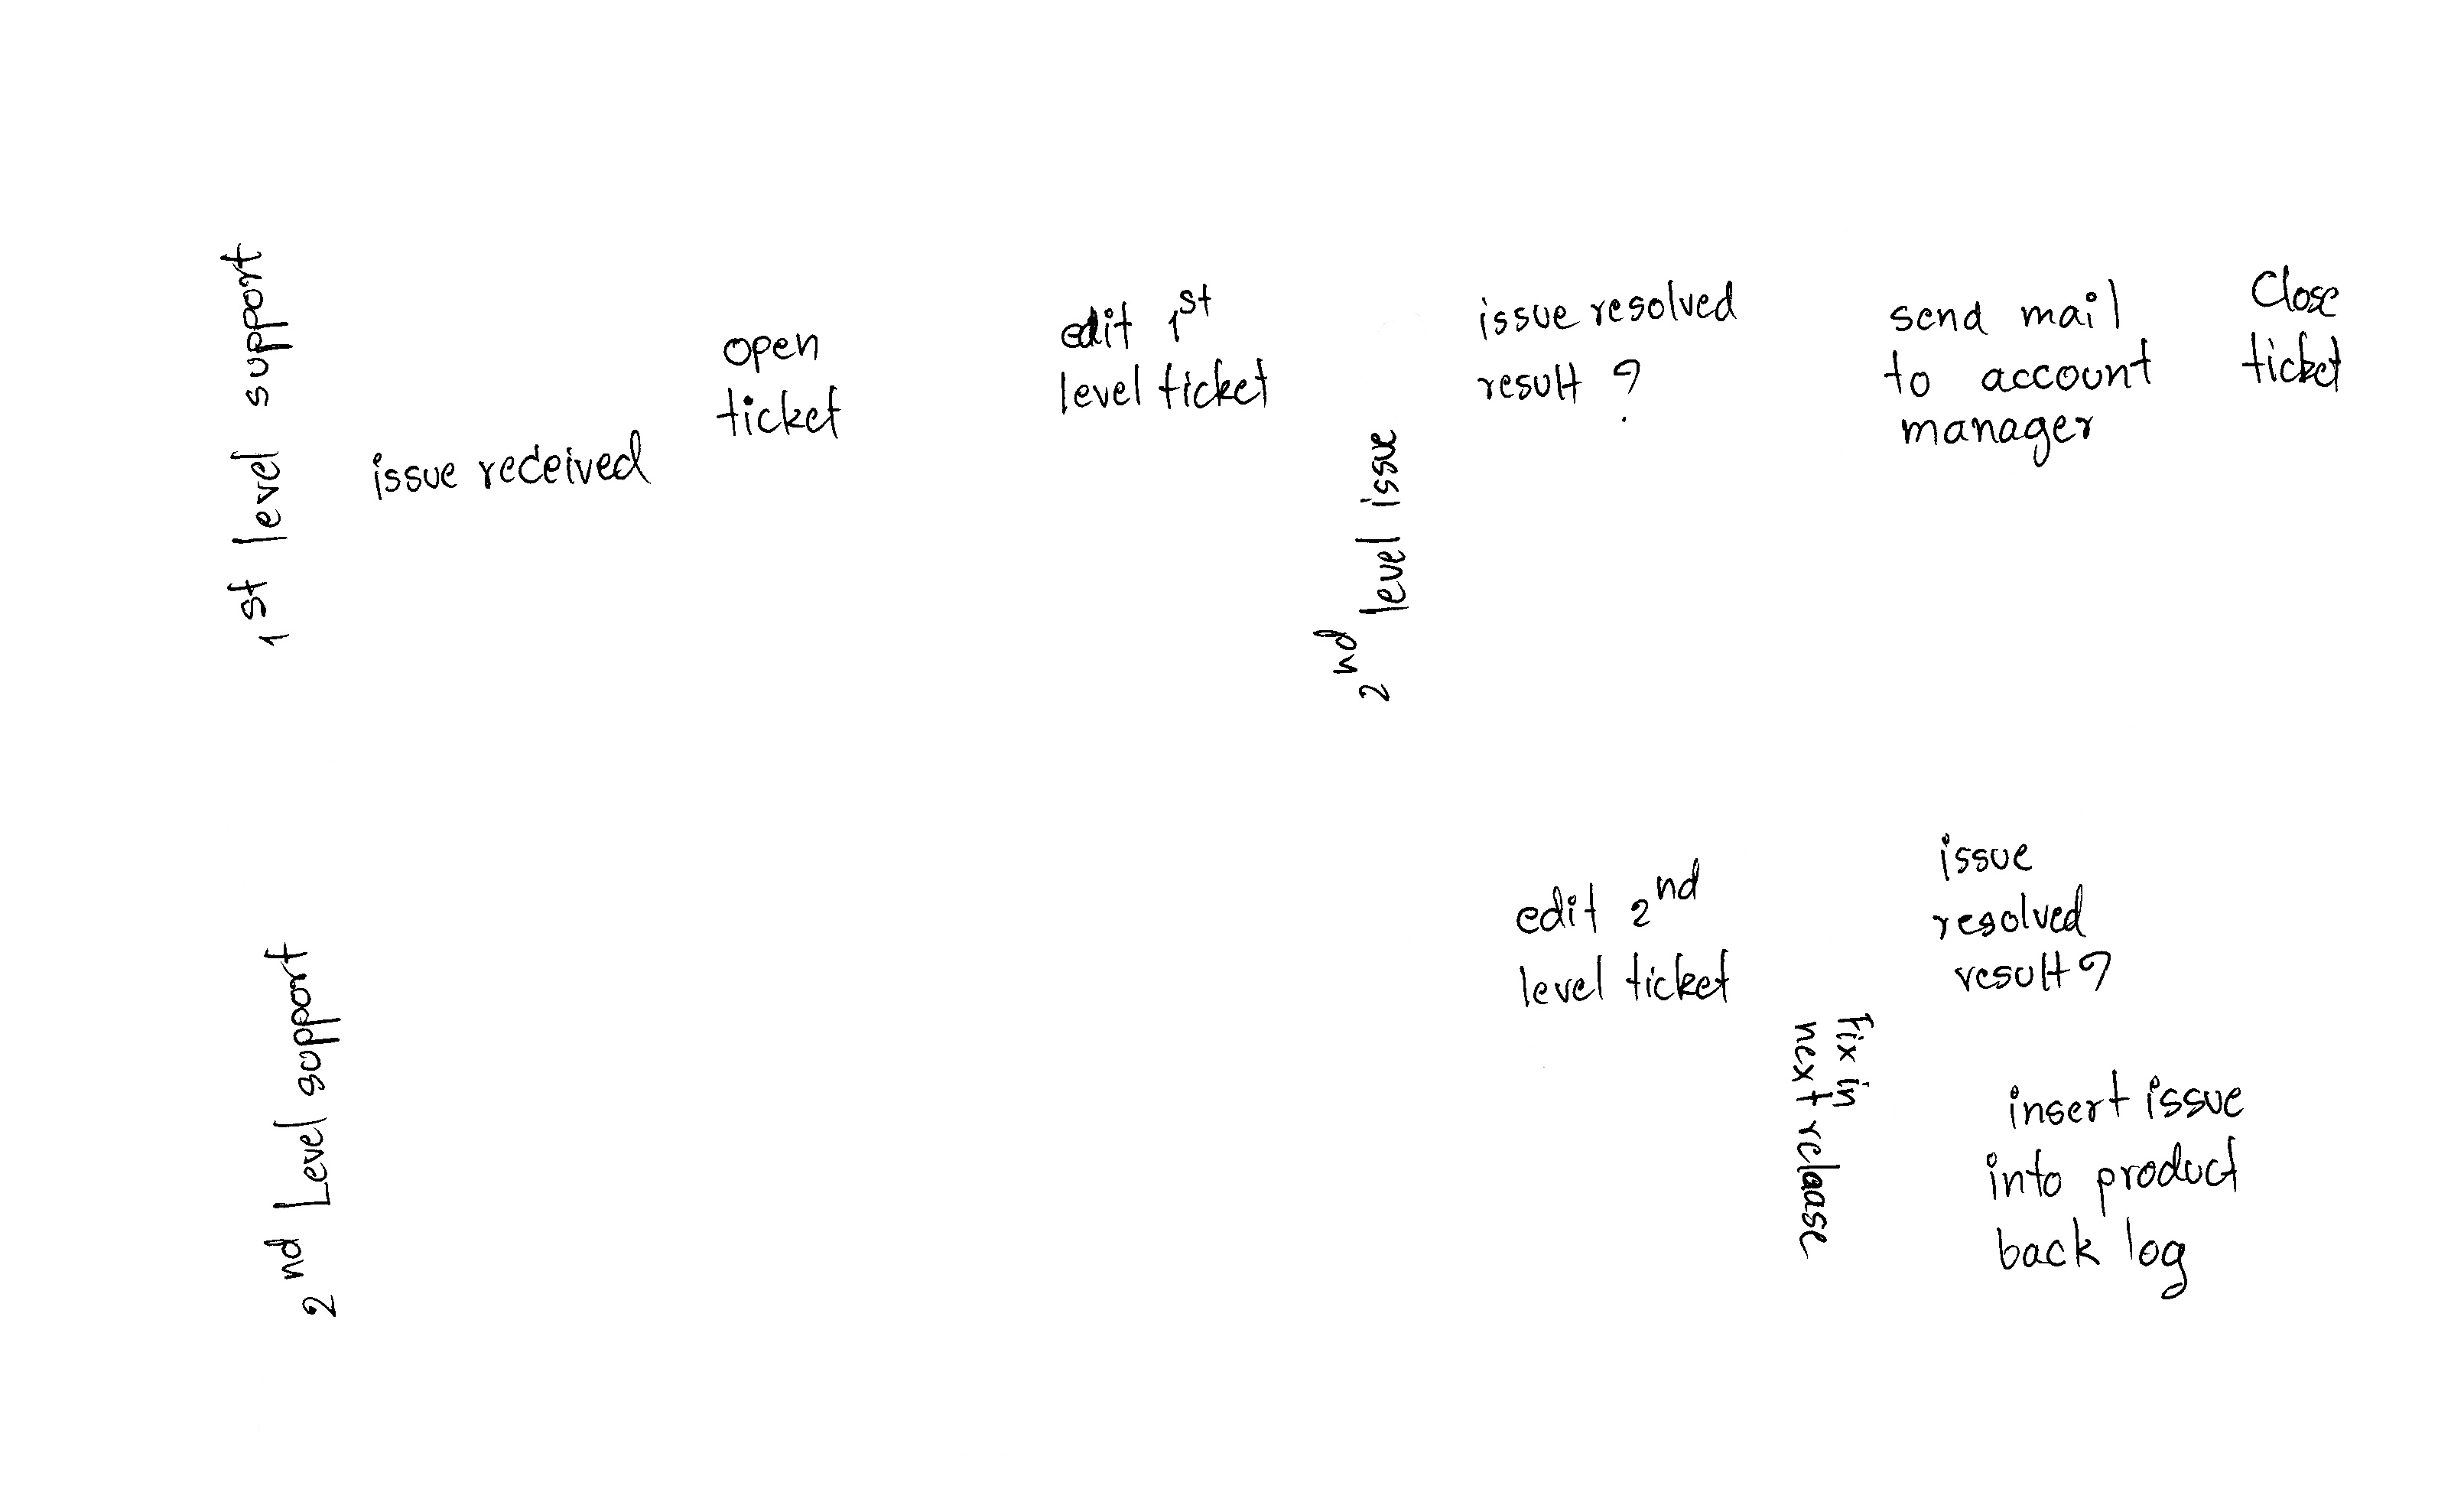 1st level support
issue received
open
ticket
edit 1st
level ticket
2nd level issue
issue resolved
result ?
send mail
to account
manager
Close
ticket
2nd Level support
edit 2nd
level ticket
fix in
next release
issue
resolved
result?
insert issue
into product
back log